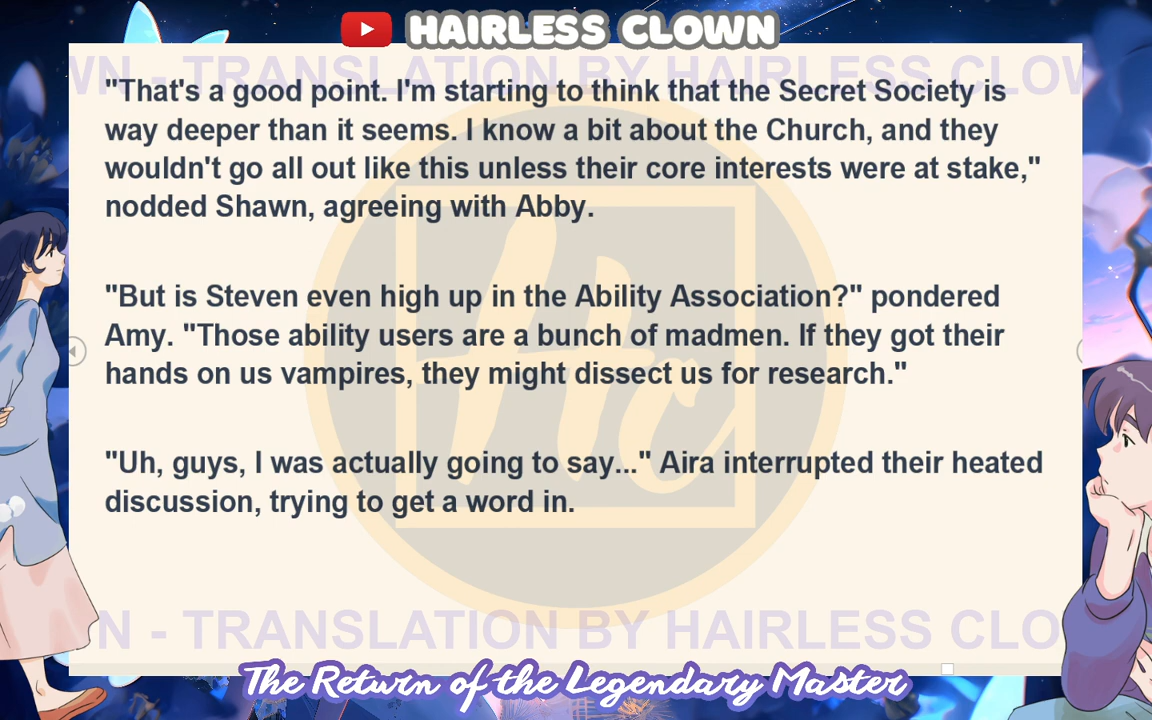 HAIRLESS CLOWN
WN - TRANSLATION BY HAIRLESS CLOW
"That's a good point. I'm starting to think that the Secret Society is
way deeper than it seems. I know a bit about the Church, and they
wouldn't go all out like this unless their core interests were at stake,"
nodded Shawn, agreeing with Abby.
"But is Steven even high up in the Ability Association?" pondered
Amy. "Those ability users are a bunch of madmen. If they got their
hands on us vampires, they might dissect us for research."
"Uh, guys, I was actually going to say..." Aira interrupted their heated
discussion, trying to get a word in.
Hc
N - TRANSLATION BY HAIRLESS CLO
The Return of the Legendary Master